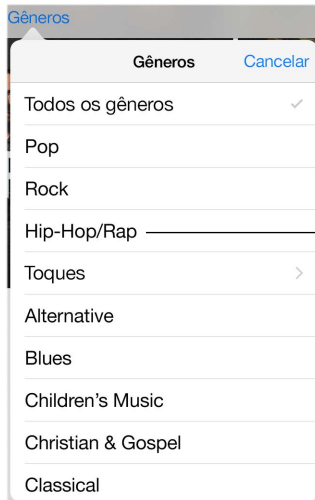 Gêneros
Gêneros Cancelar
Todos os gêneros
Pop
Rock
Hip-Hop/Rap
Toques
Alternative
Blues
Children’s Music
Christian & Gospel
Classical